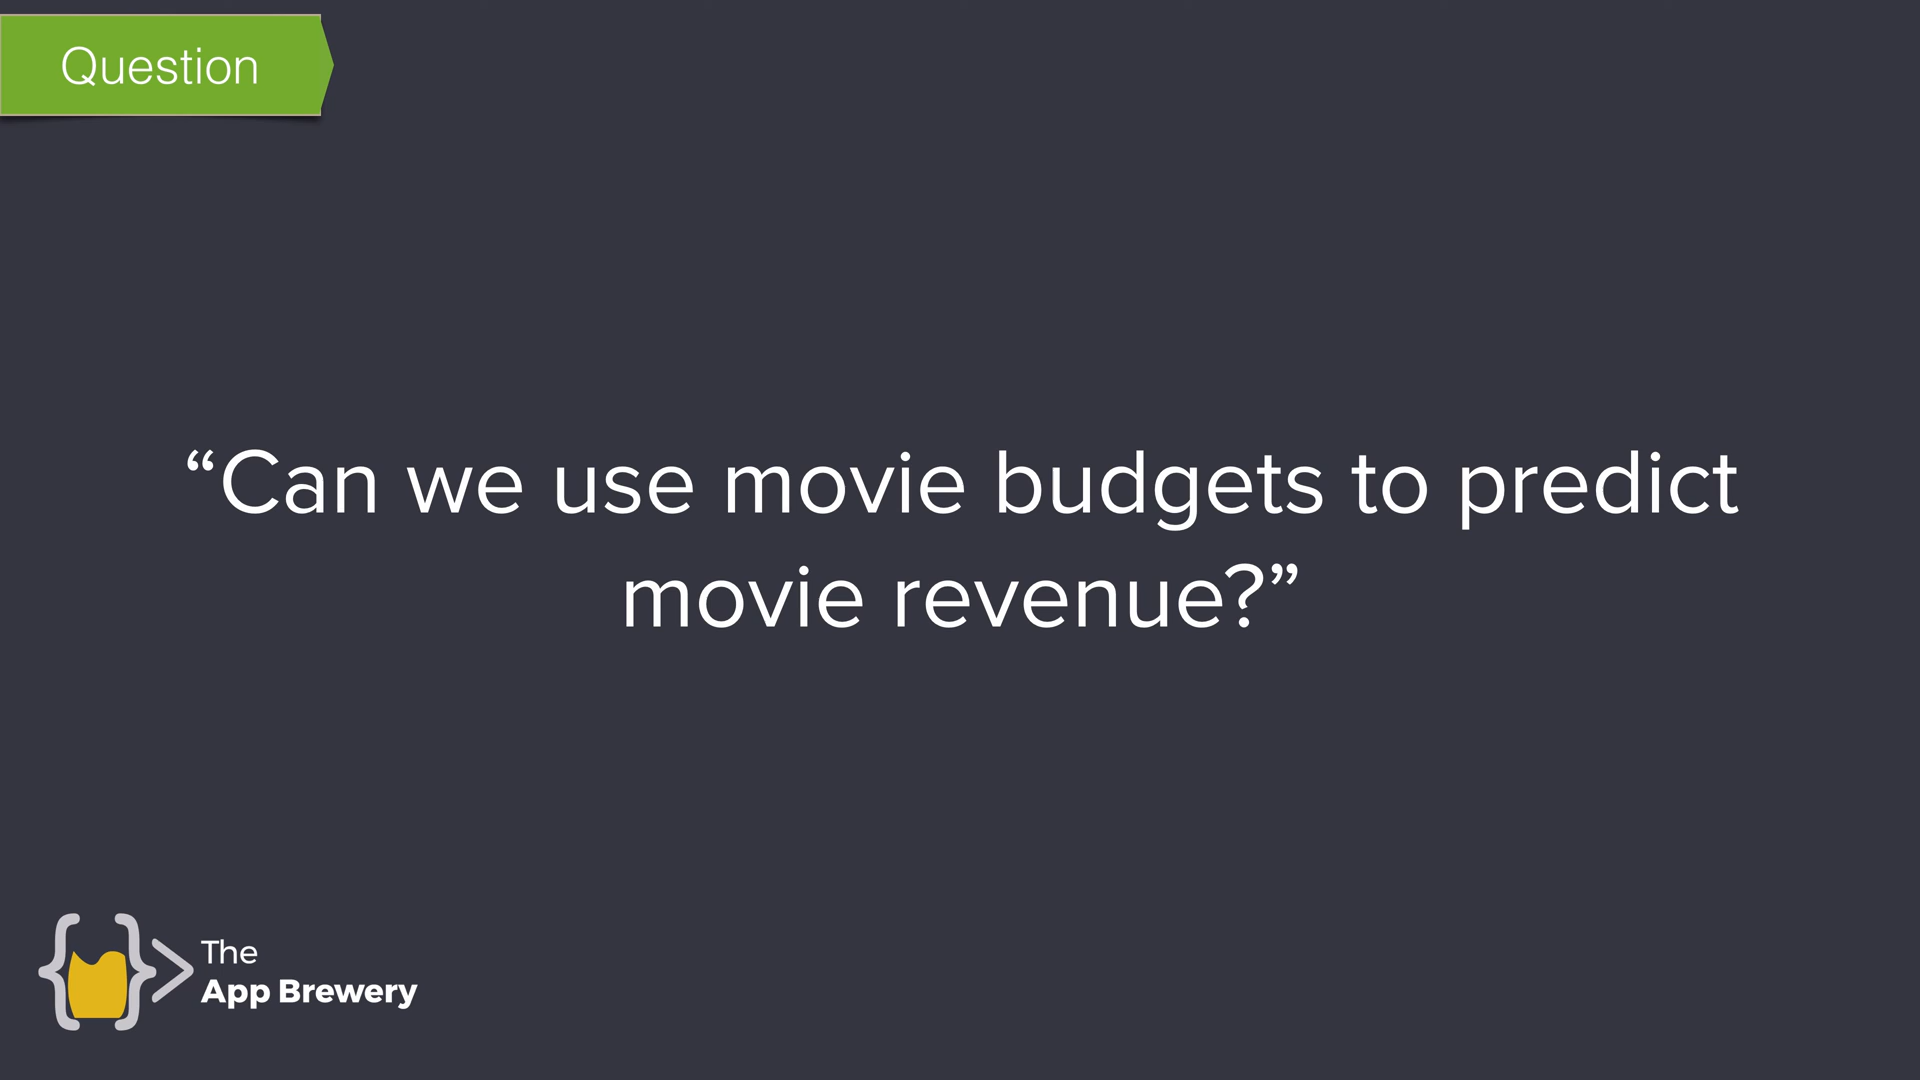 Question
“Can we use movie budgets to predict
movie revenue?”
The
App Brewery